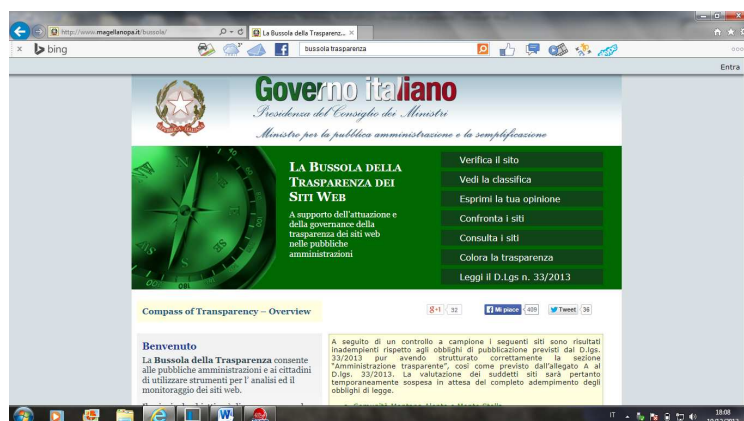 http://www.magellanopa.it/bussola/
La Bussola della Trasparenz...
bing
bussola trasparenza
Entra
Governo italiano
Presidenza del Consiglio dei Ministri
Ministro per la pubblica amministrazione e la semplificazione
LA BUSSOLA DELLA
TRASPARENZA DEI
SITI WEB
A supporto dell'attuazione e
della governance della
trasparenza dei siti web
nelle pubbliche
amministrazioni
Verifica il sito
Vedi la classifica
Esprimi la tua opinione
Confronta i siti
Consulta i siti
Colora la trasparenza
Leggi il D.Lgs n. 33/2013
Compass of Transparency – Overview
g+1 32 Mi piace 409 Tweet 36
Benvenuto
La Bussola della Trasparenza consente
alle pubbliche amministrazioni e ai cittadini
di utilizzare strumenti per l' analisi ed il
monitoraggio dei siti web.
A seguito di un controllo a campione i seguenti siti sono risultati
inadempienti rispetto agli obblighi di pubblicazione previsti dal D.lgs.
33/2013 pur avendo strutturato correttamente la sezione
"Amministrazione trasparente", così come previsto dall'allegato A al
D.lgs. 33/2013. La valutazione dei suddetti siti sarà pertanto
temporaneamente sospesa in attesa del completo adempimento degli
obblighi di legge.
IT
18:08